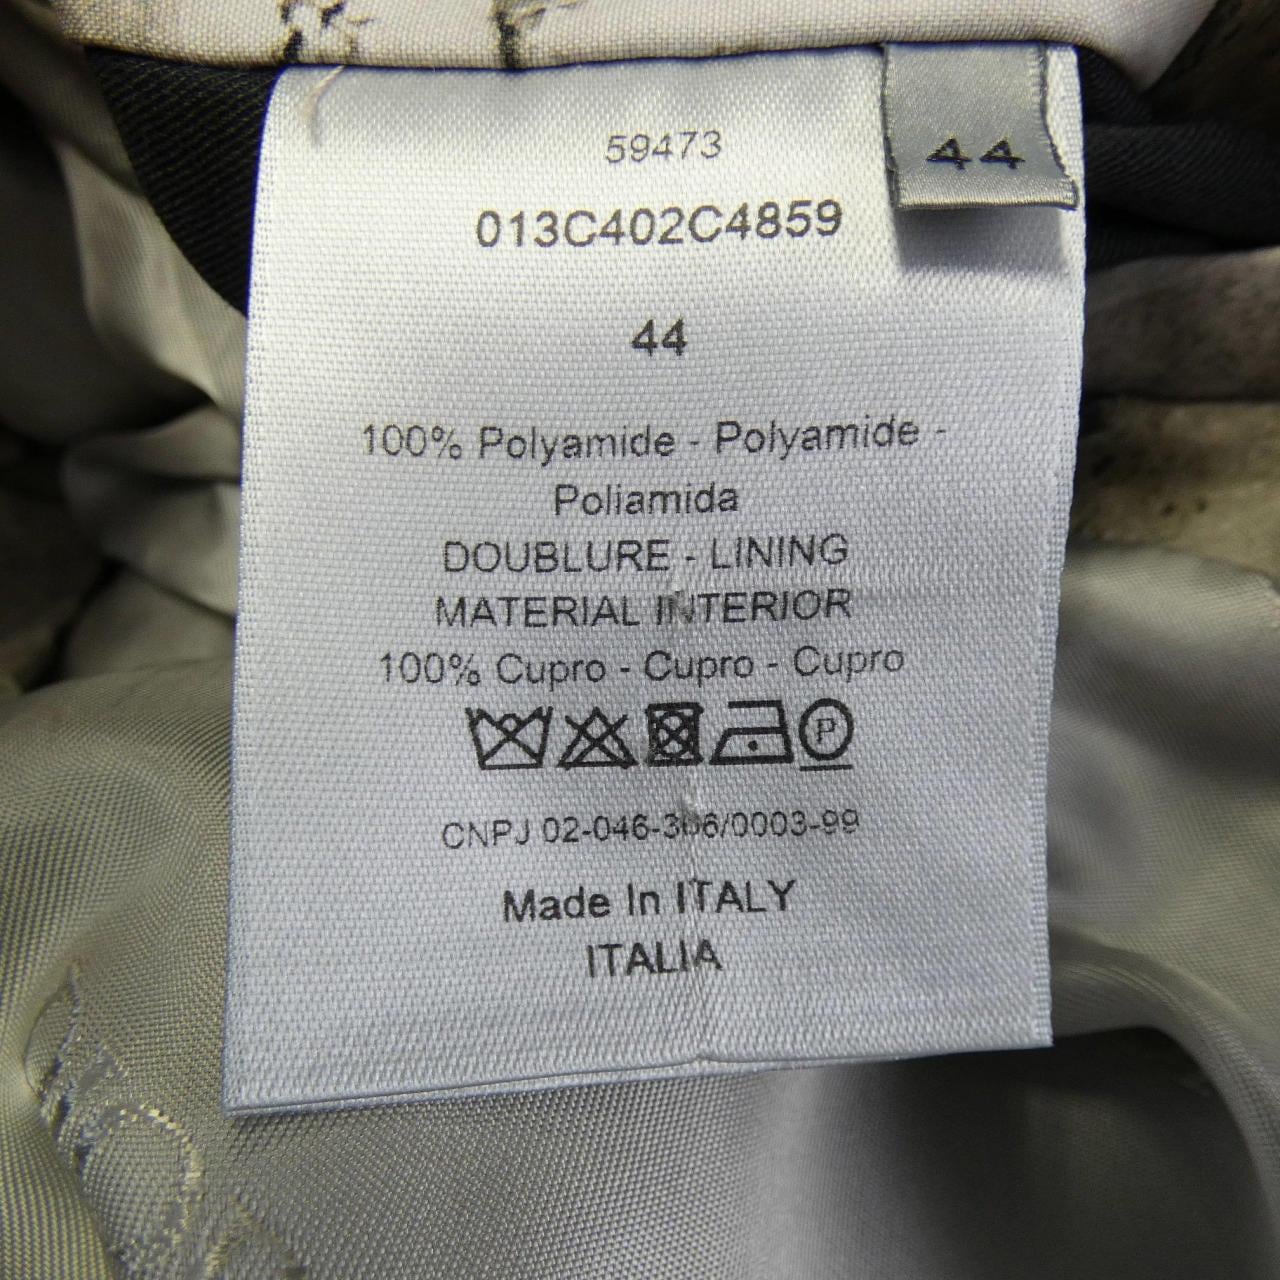 59473
44
013C402C4859
44
100% Polyamide - Polyamide -
Poliamida
DOUBLURE - LINING
MATERIAL INTERIOR
100% Cupro - Cupro - Cupro
P
CNPJ 02-046-306/0003-99
Made In ITALY
ITALIA